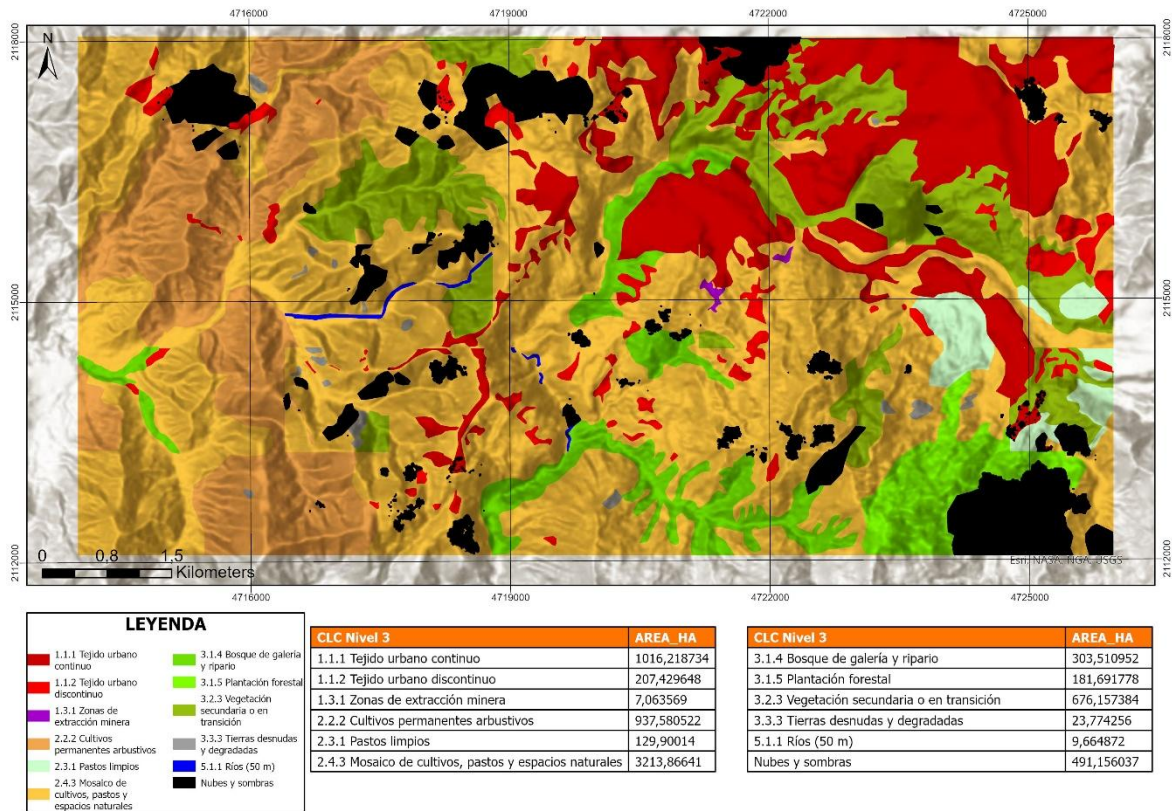 4716000
4719000
4722000
4725000
2118000
2118000
N
2115000
2115000
2112000
2112000
0 0.8 1,5
Kilometers
Esri, NASA, NGA, USGS
4716000
4719000
4722000
4725000
LEYENDA
1.1.1 Tejido urbano
continuo
1.1.2 Tejido urbano
discontinuo
1.3.1 Zonas de
extracción minera
2.2.2 Cultivos
permanentes arbustivos
2.3.1 Pastos limpios
2.4.3 Mosaico de
cultivos, pastos y
espacios naturales
3.1.4 Bosque de galería
y ripario
3.1.5 Plantación forestal
3.2.3 Vegetación
secundaria o en
transición
3.3.3 Tierras desnudas
y degradadas
5.1.1 Ríos (50 m)
Nubes y sombras
CLC Nivel 3 AREA_HA
1.1.1 Tejido urbano continuo 1016,218734
1.1.2 Tejido urbano discontinuo 207,429648
1.3.1 Zonas de extracción minera 7,063569
2.2.2 Cultivos permanentes arbustivos 937,580522
2.3.1 Pastos limpios 129,90014
2.4.3 Mosaico de cultivos, pastos y espacios naturales 3213,86641
CLC Nivel 3 AREA_HA
3.1.4 Bosque de galería y ripario 303,510952
3.1.5 Plantación forestal 181,691778
3.2.3 Vegetación secundaria o en transición 676,157384
3.3.3 Tierras desnudas y degradadas 23,774256
5.1.1 Ríos (50 m) 9,664872
Nubes y sombras 491,156037